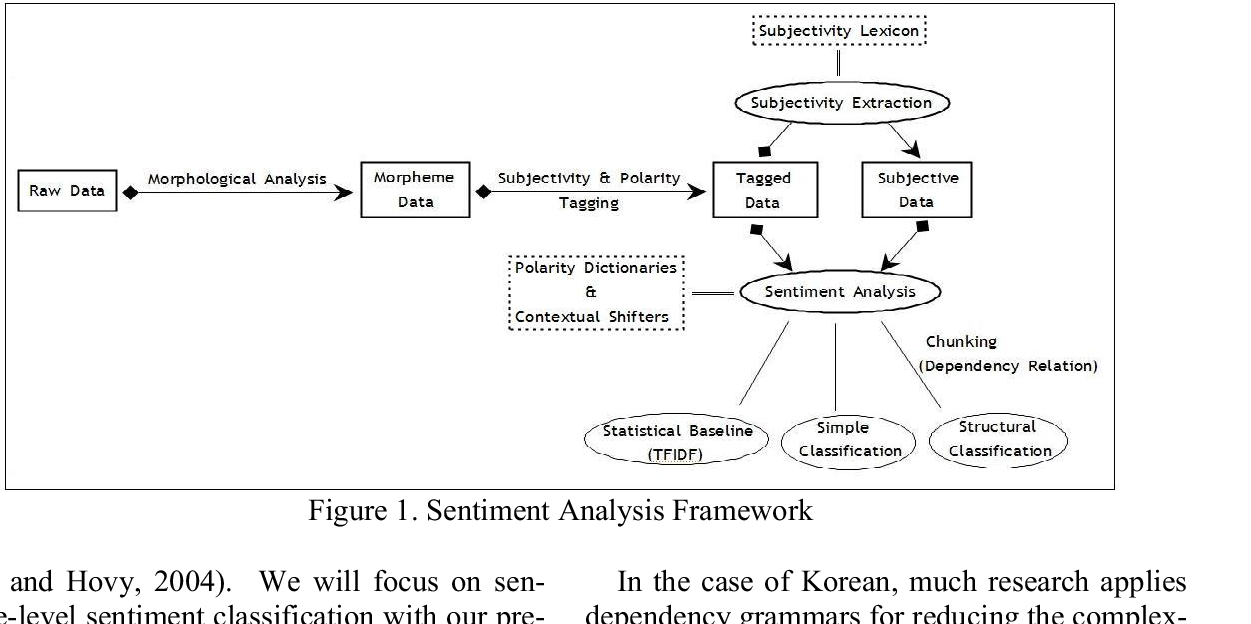 Subjectivity Lexicon
Subjectivity Extraction
Raw Data
Morphological Analysis
Morpheme
Data
Subjectivity & Polarity
Tagging
Tagged
Data
Subjective
Data
Polarity Dictionaries
&
Contextual Shifters
Sentiment Analysis
Chunking
(Dependency Relation)
Statistical Baseline
(TFIDF)
Simple
Classification
Structural
Classification
Figure 1. Sentiment Analysis Framework
and Hovy, 2004). We will focus on sen-
e-level sentiment classification with our pre-
In the case of Korean, much research applies
dependency grammars for reducing the complex-